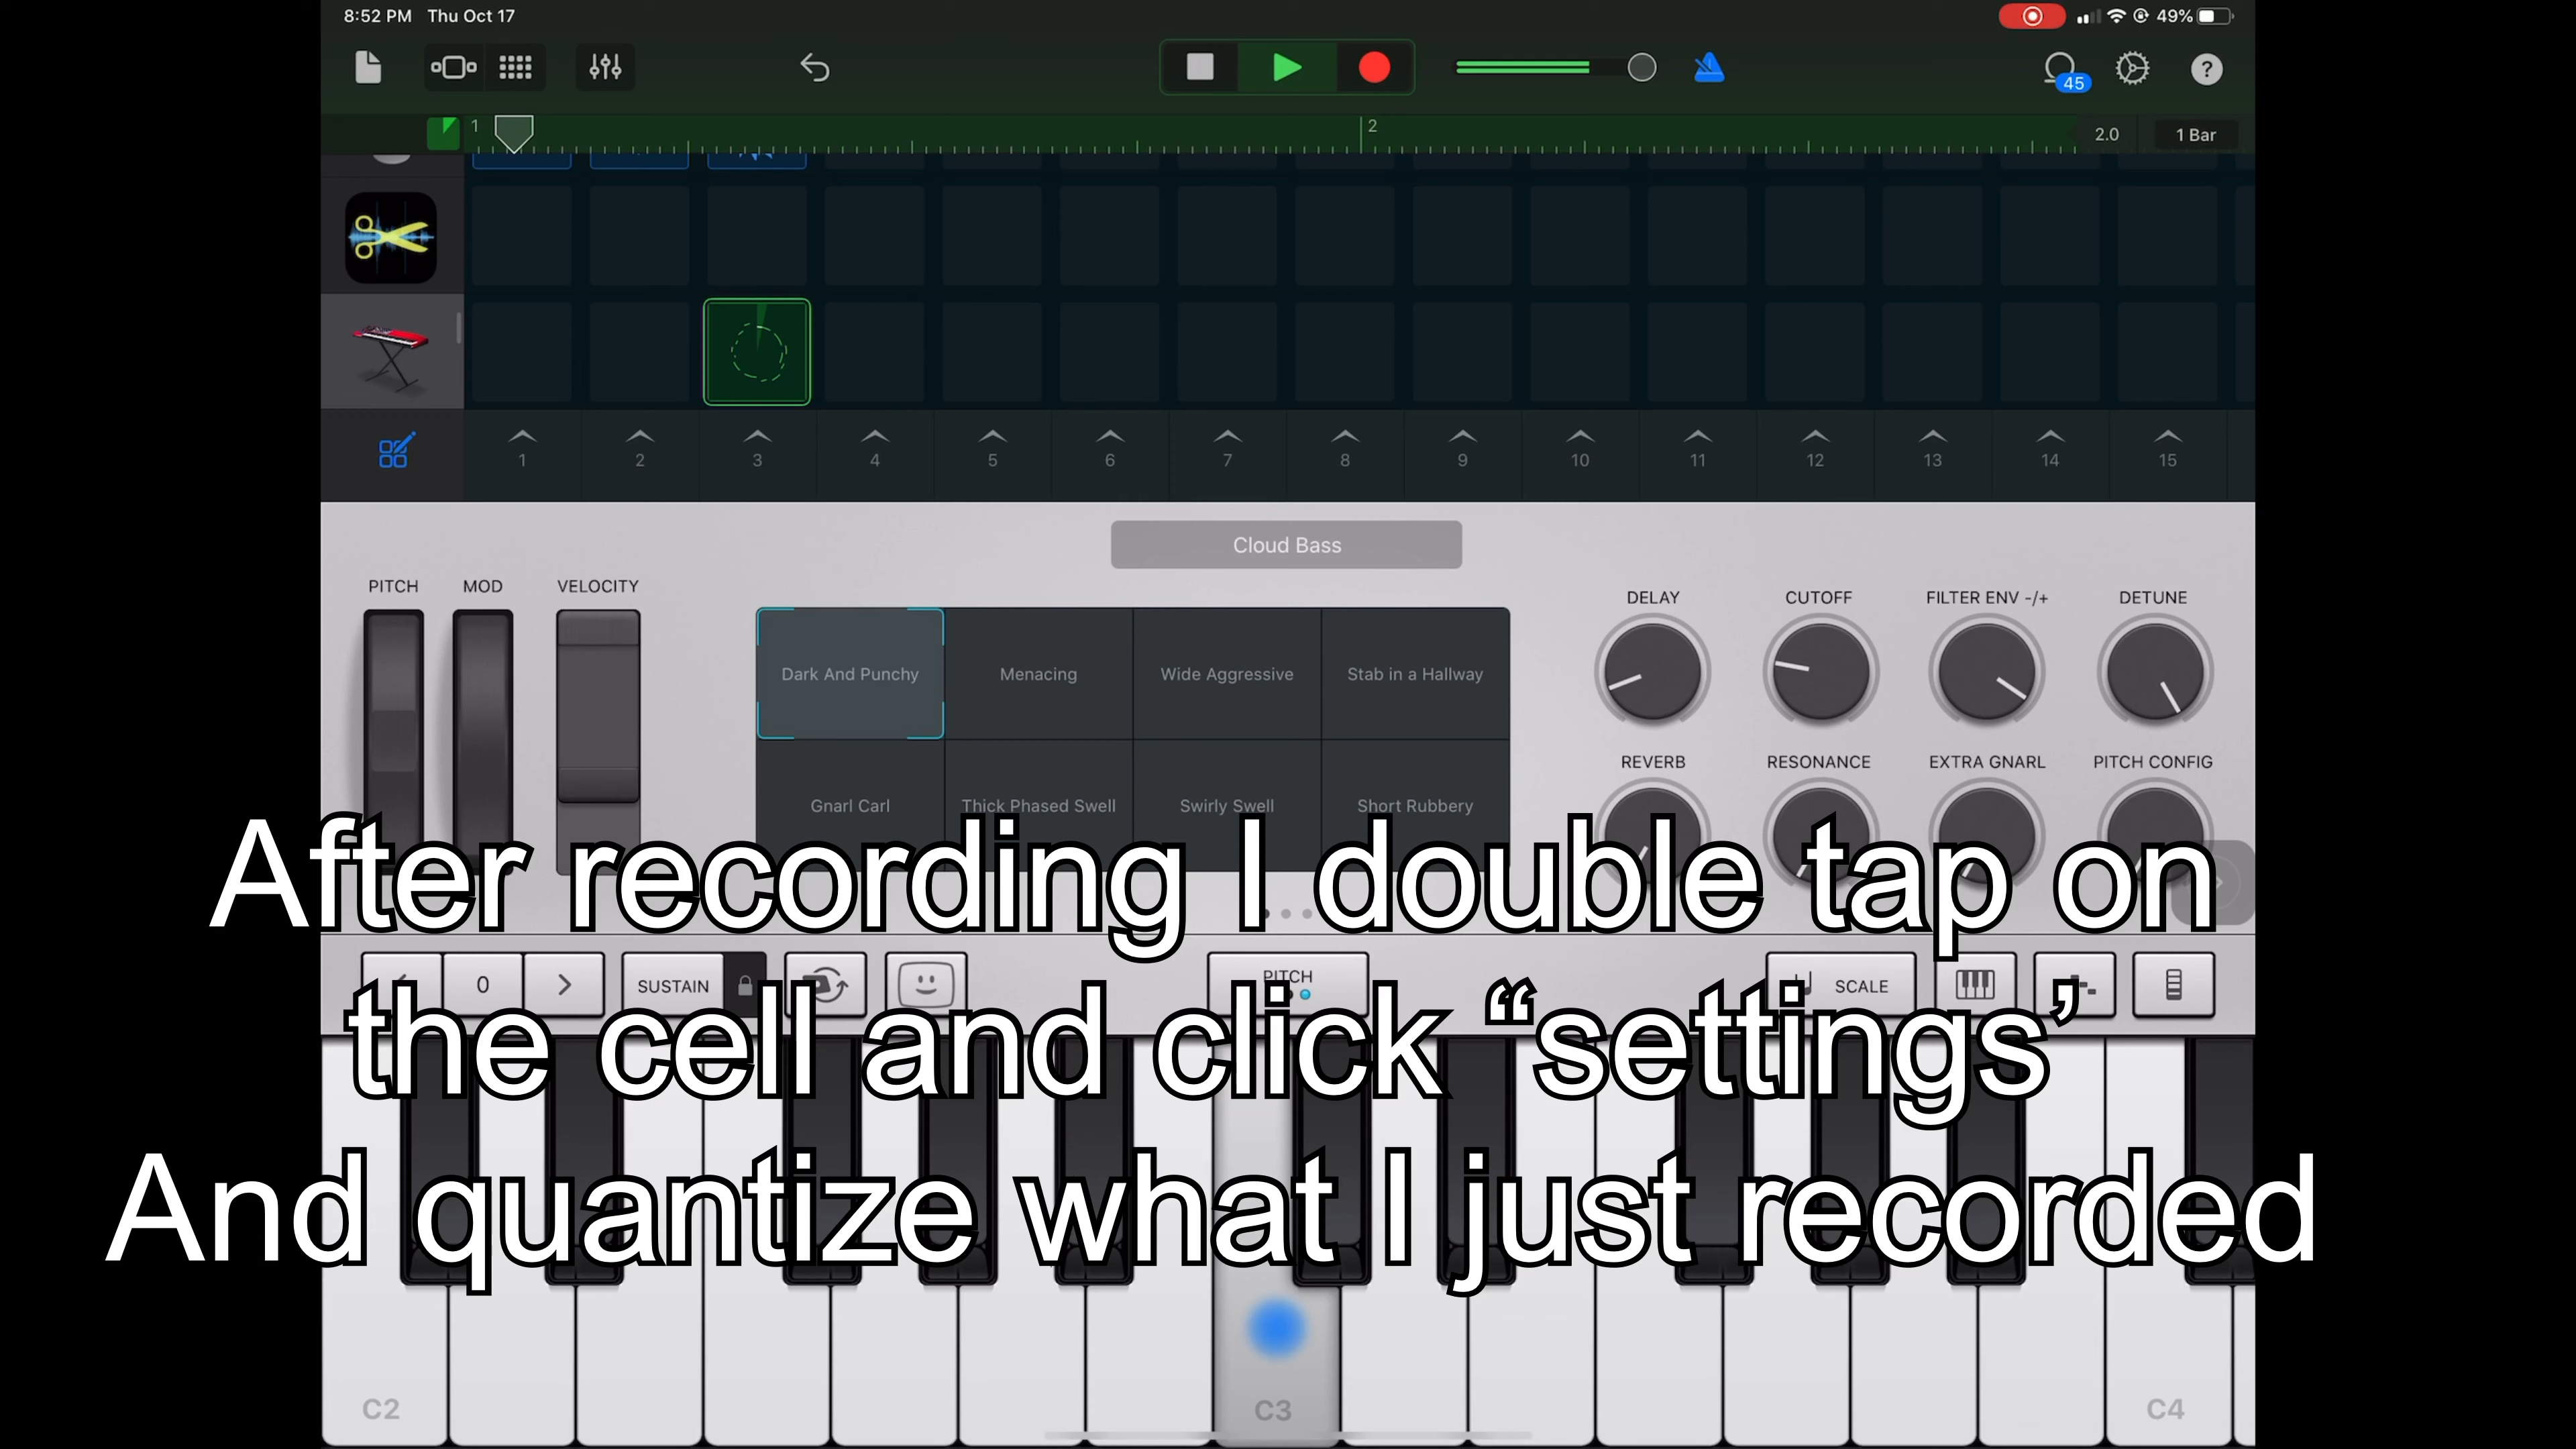 8:52 PM Thu Oct 17
49%
45
1
2
2.0
1 Bar
1 2 3 4 5 6 7 8 9 10 11 12 13 14 15
Cloud Bass
PITCH MOD VELOCITY
DELAY CUTOFF FILTER ENV -/+ DETUNE
Dark And Punchy Menacing Wide Aggressive Stab in a Hallway
REVERB RESONANCE EXTRA GNARL PITCH CONFIG
Gnarl Carl Thick Phased Swell Swirly Swell Short Rubbery
After recording I double tap on
0 SUSTAIN PITCH SCALE
the cell and click “settings’
And quantize what I just recorded
C2 C3 C4